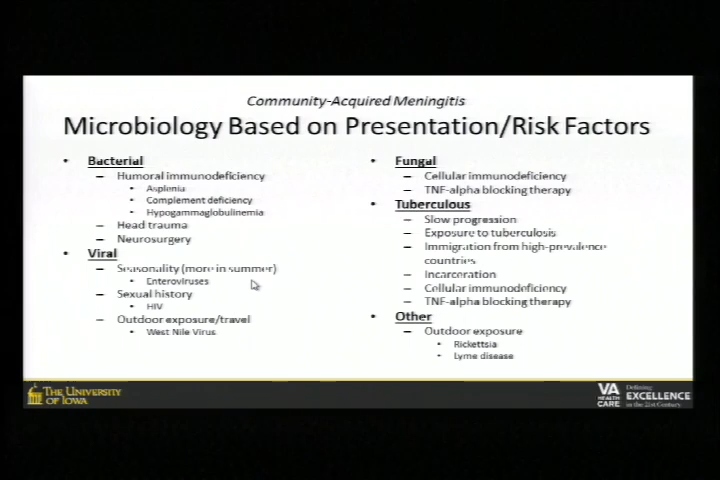 Community-Acquired Meningitis
Microbiology Based on Presentation/Risk Factors
• Bacterial
– Humoral immunodeficiency
• Asplenia
• Complement deficiency
• Hypogammaglobulinemia
– Head trauma
– Neurosurgery
• Viral
– Seasonality (more in summer)
• Enteroviruses
– Sexual history
• HIV
– Outdoor exposure/travel
• West Nile Virus
• Fungal
– Cellular immunodeficiency
– TNF-alpha blocking therapy
• Tuberculous
– Slow progression
– Exposure to tuberculosis
– Immigration from high-prevalence
countries
– Incarceration
– Cellular immunodeficiency
– TNF-alpha blocking therapy
• Other
– Outdoor exposure
• Rickettsia
• Lyme disease
THE UNIVERSITY
OF IOWA
VA
HEALTH
CARE
Defining
EXCELLENCE
in the 21st Century